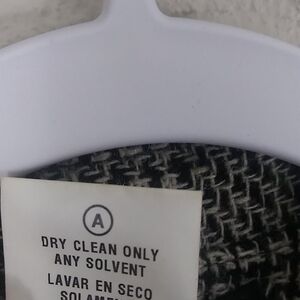 A
DRY CLEAN ONLY
ANY SOLVENT
LAVAR EN SECO